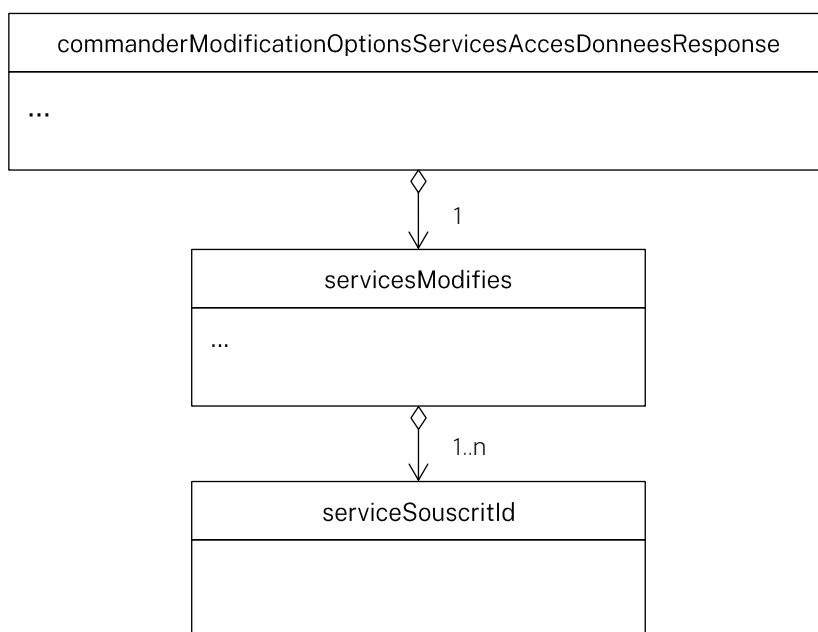 commanderModificationOptionsServicesAccesDonneesResponse
...
1
servicesModifies
...
1..n
serviceSouscritId